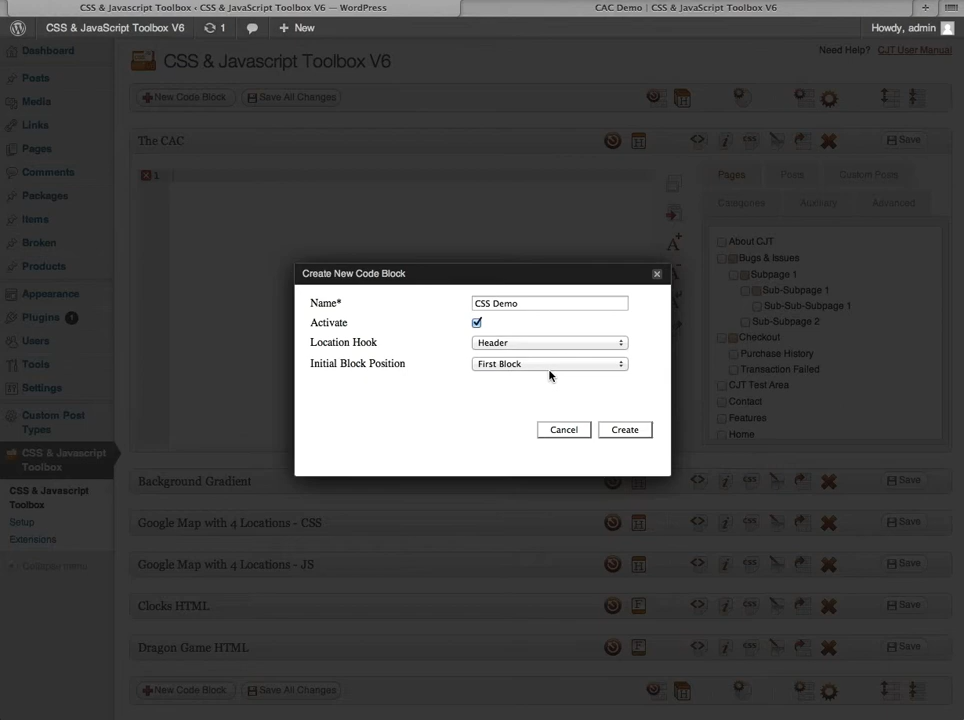 CSS & Javascript Toolbox ‹ CSS & JavaScript Toolbox V6 — WordPress
CAC Demo | CSS & JavaScript Toolbox V6
CSS & JavaScript Toolbox V6
1
New
Howdy, admin
Dashboard
Posts
Media
Links
Pages
Comments
Packages
Items
Broken
Products
Appearance
Plugins 1
Users
Tools
Settings
Custom Post
Types
CSS & Javascript
Toolbox
CSS & Javascript
Toolbox
Setup
Extensions
Collapse menu
CSS & Javascript Toolbox V6
Need Help? CJT User Manual
New Code Block
Save All Changes
The CAC
Save
1
Pages
Posts
Custom Posts
Categories
Auxiliary
Advanced
About CJT
Bugs & Issues
Subpage 1
Sub-Subpage 1
Sub-Sub-Subpage 1
Sub-Subpage 2
Checkout
Purchase History
Transaction Failed
CJT Test Area
Contact
Features
Home
Create New Code Block
Name* CSS Demo
Activate
Location Hook Header
Initial Block Position First Block
Cancel Create
Background Gradient
Save
Google Map with 4 Locations - CSS
Save
Google Map with 4 Locations - JS
Save
Clocks HTML
Save
Dragon Game HTML
Save
New Code Block
Save All Changes